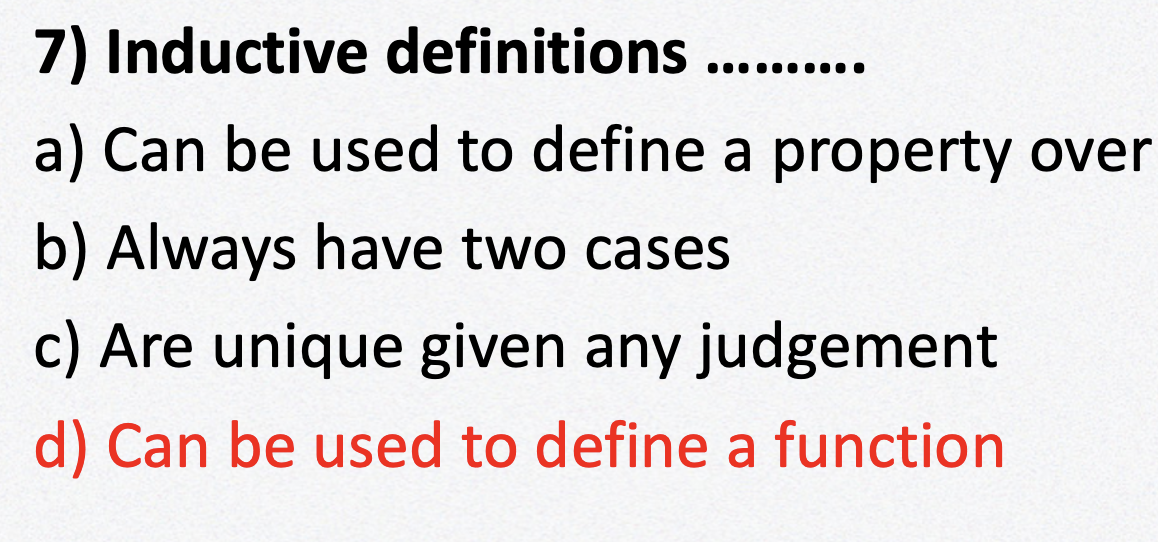 7) Inductive definitions ..........
a) Can be used to define a property over
b) Always have two cases
c) Are unique given any judgement
d) Can be used to define a function